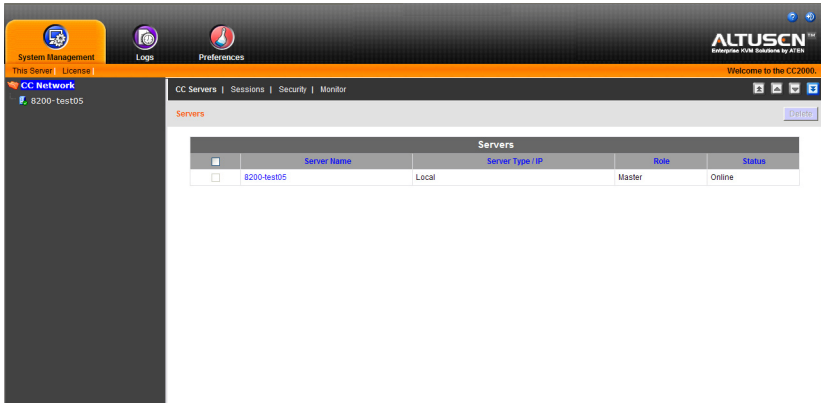 ALTUSCN™
Enterprise KVM Solutions by ATEN
System Management
Logs
Preferences
This Server | License |
Welcome to the CC2000.
CC Network
8200-test05
CC Servers | Sessions | Security | Monitor
Servers
Delete
Servers
Server Name Server Type / IP Role Status
8200-test05 Local Master Online